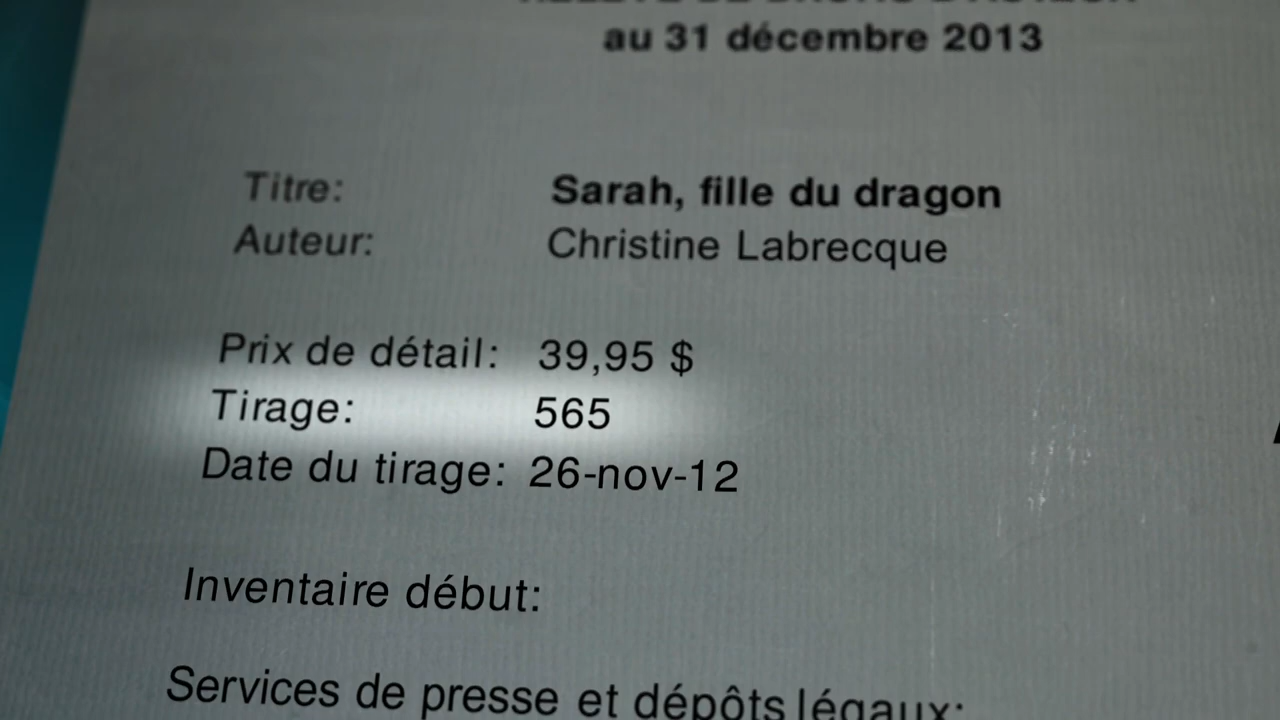 au 31 décembre 2013
Titre: Sarah, fille du dragon
Auteur: Christine Labrecque
Prix de détail: 39,95 $
Tirage: 565
Date du tirage: 26-nov-12
Inventaire début:
Services de presse et dépôts légaux: